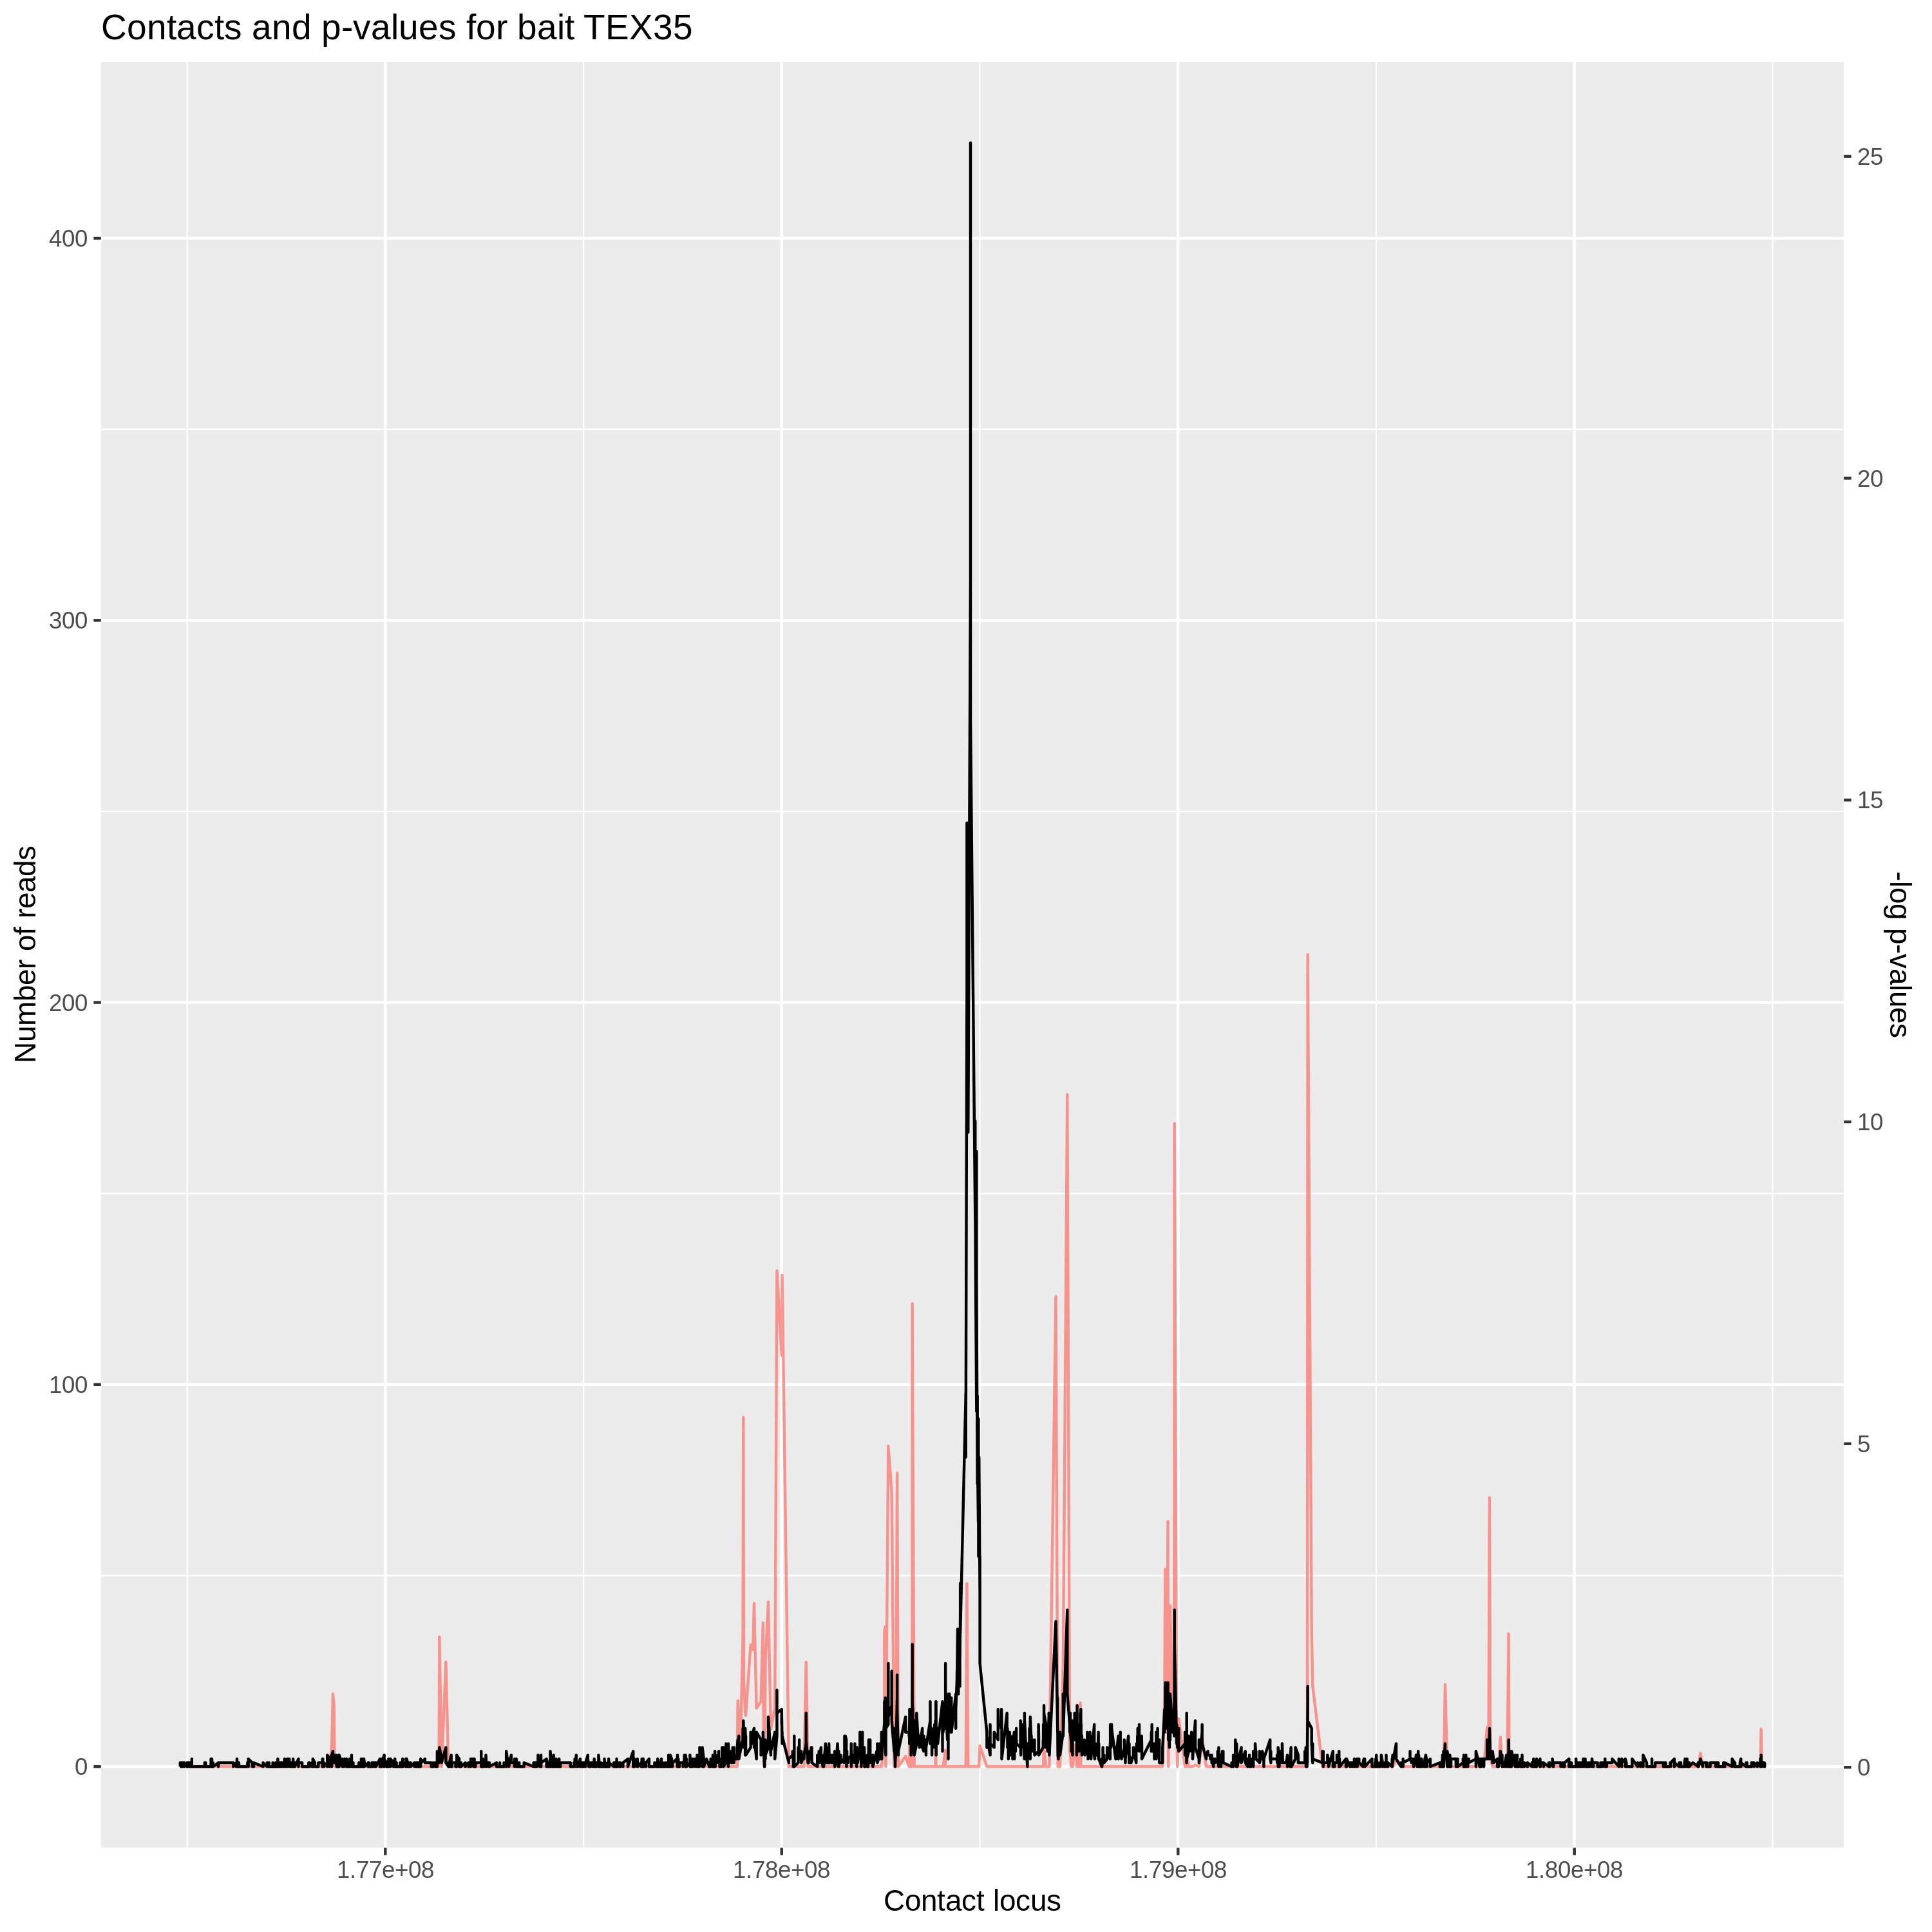 Contacts and p-values for bait TEX35
400
300
200
100
0
Number of reads
25
20
15
10
5
0
-log p-values
1.77e+08
1.78e+08
1.79e+08
1.80e+08
Contact locus